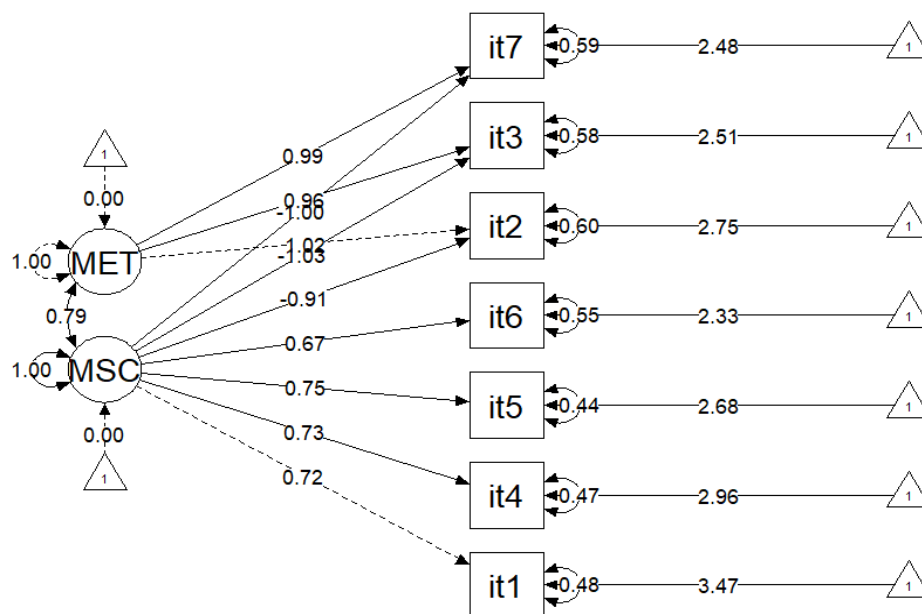 it7 0.59 2.48 1
it3 0.58 2.51 1
1
0.99
0.00
0.96
-1.00
it2 0.60 2.75 1
-1.02
-1.03
1.00 MET
-0.91
0.79
it6 0.55 2.33 1
0.67
1.00 MSC
0.75
it5 0.44 2.68 1
0.73
0.00
1
0.72
it4 0.47 2.96 1
it1 0.48 3.47 1